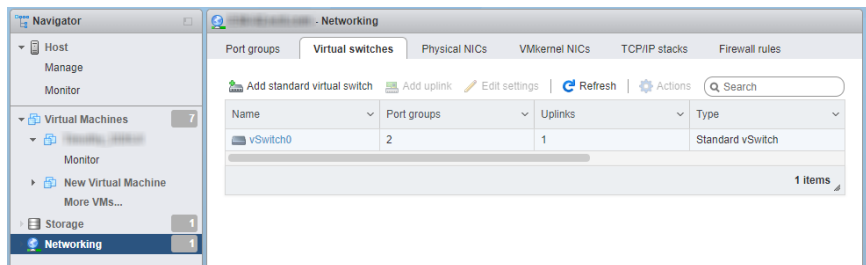 Navigator
Host
Manage
Monitor
Virtual Machines 7
Monitor
New Virtual Machine
More VMs...
Storage 1
Networking 1
- Networking
Port groups Virtual switches Physical NICs VMkernel NICs TCP/IP stacks Firewall rules
Add standard virtual switch Add uplink Edit settings Refresh Actions Search
Name Port groups Uplinks Type
vSwitch0 2 1 Standard vSwitch
1 items